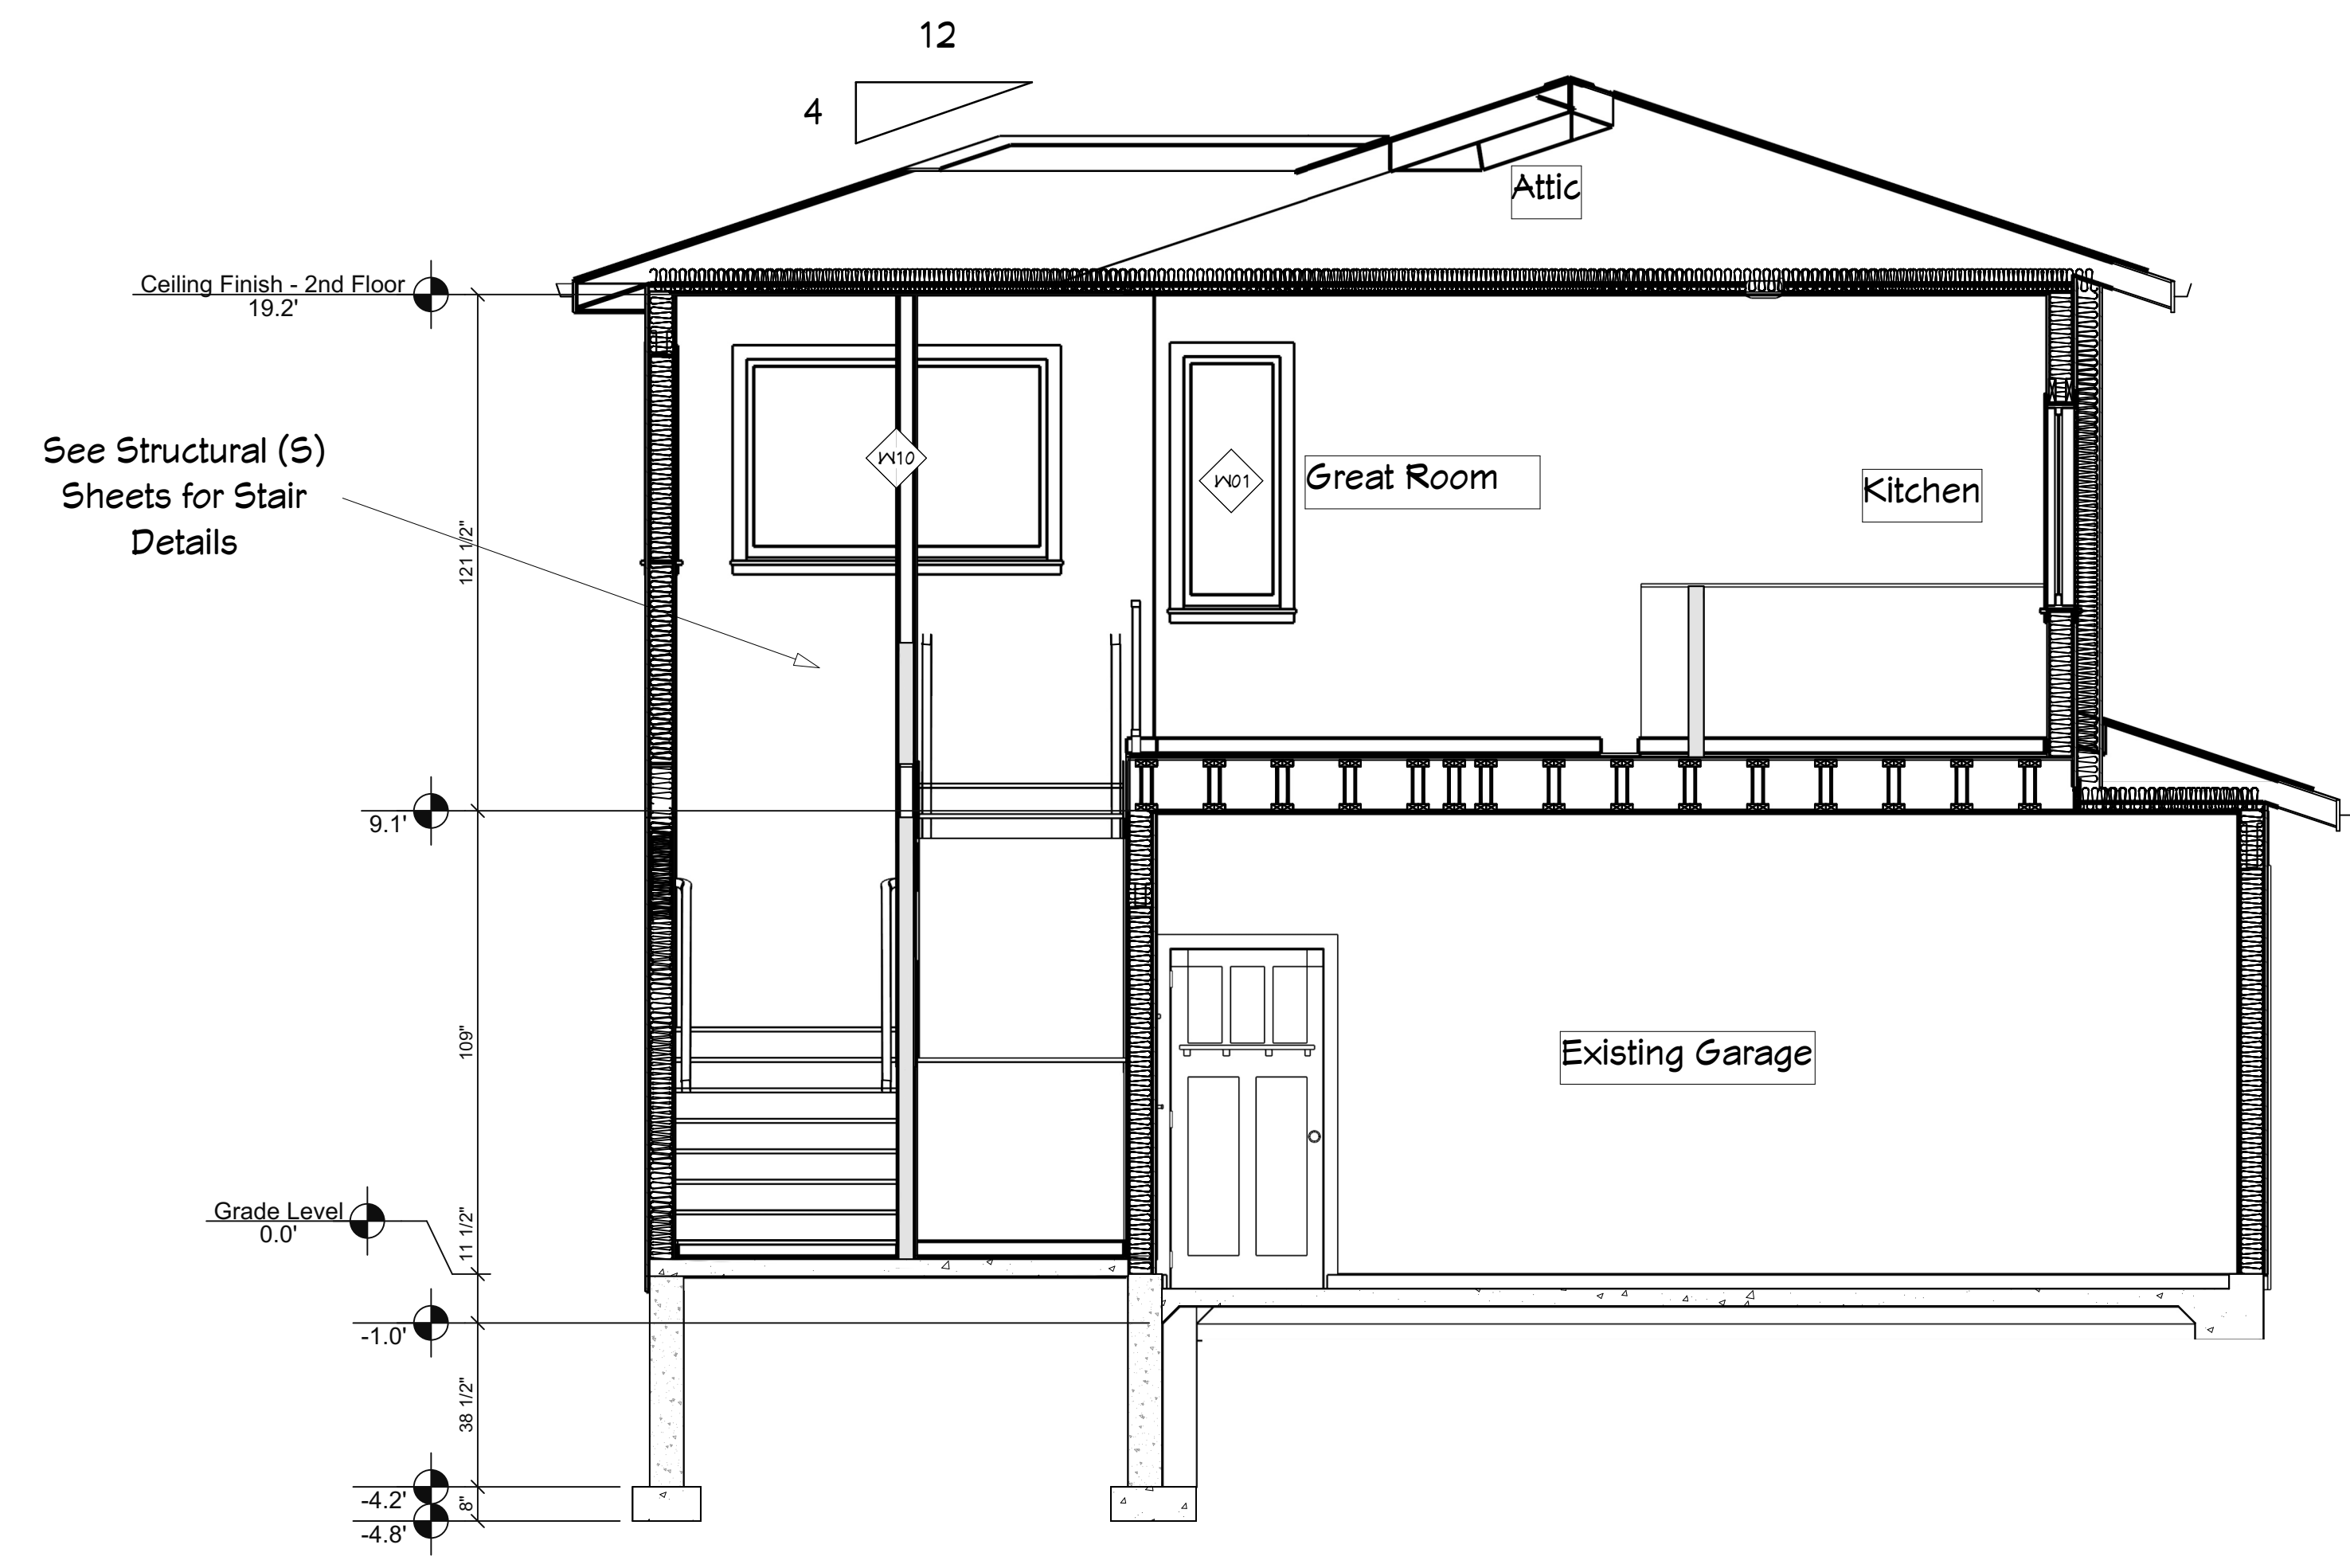 12
4
Attic
Ceiling Finish - 2nd Floor
19.2'
See Structural (S)
Sheets for Stair
Details
W10
W01
Great Room
Kitchen
121 1/2"
9.1'
109"
Existing Garage
Grade Level
0.0'
11 1/2"
-1.0'
38 1/2"
-4.2'
8"
-4.8'